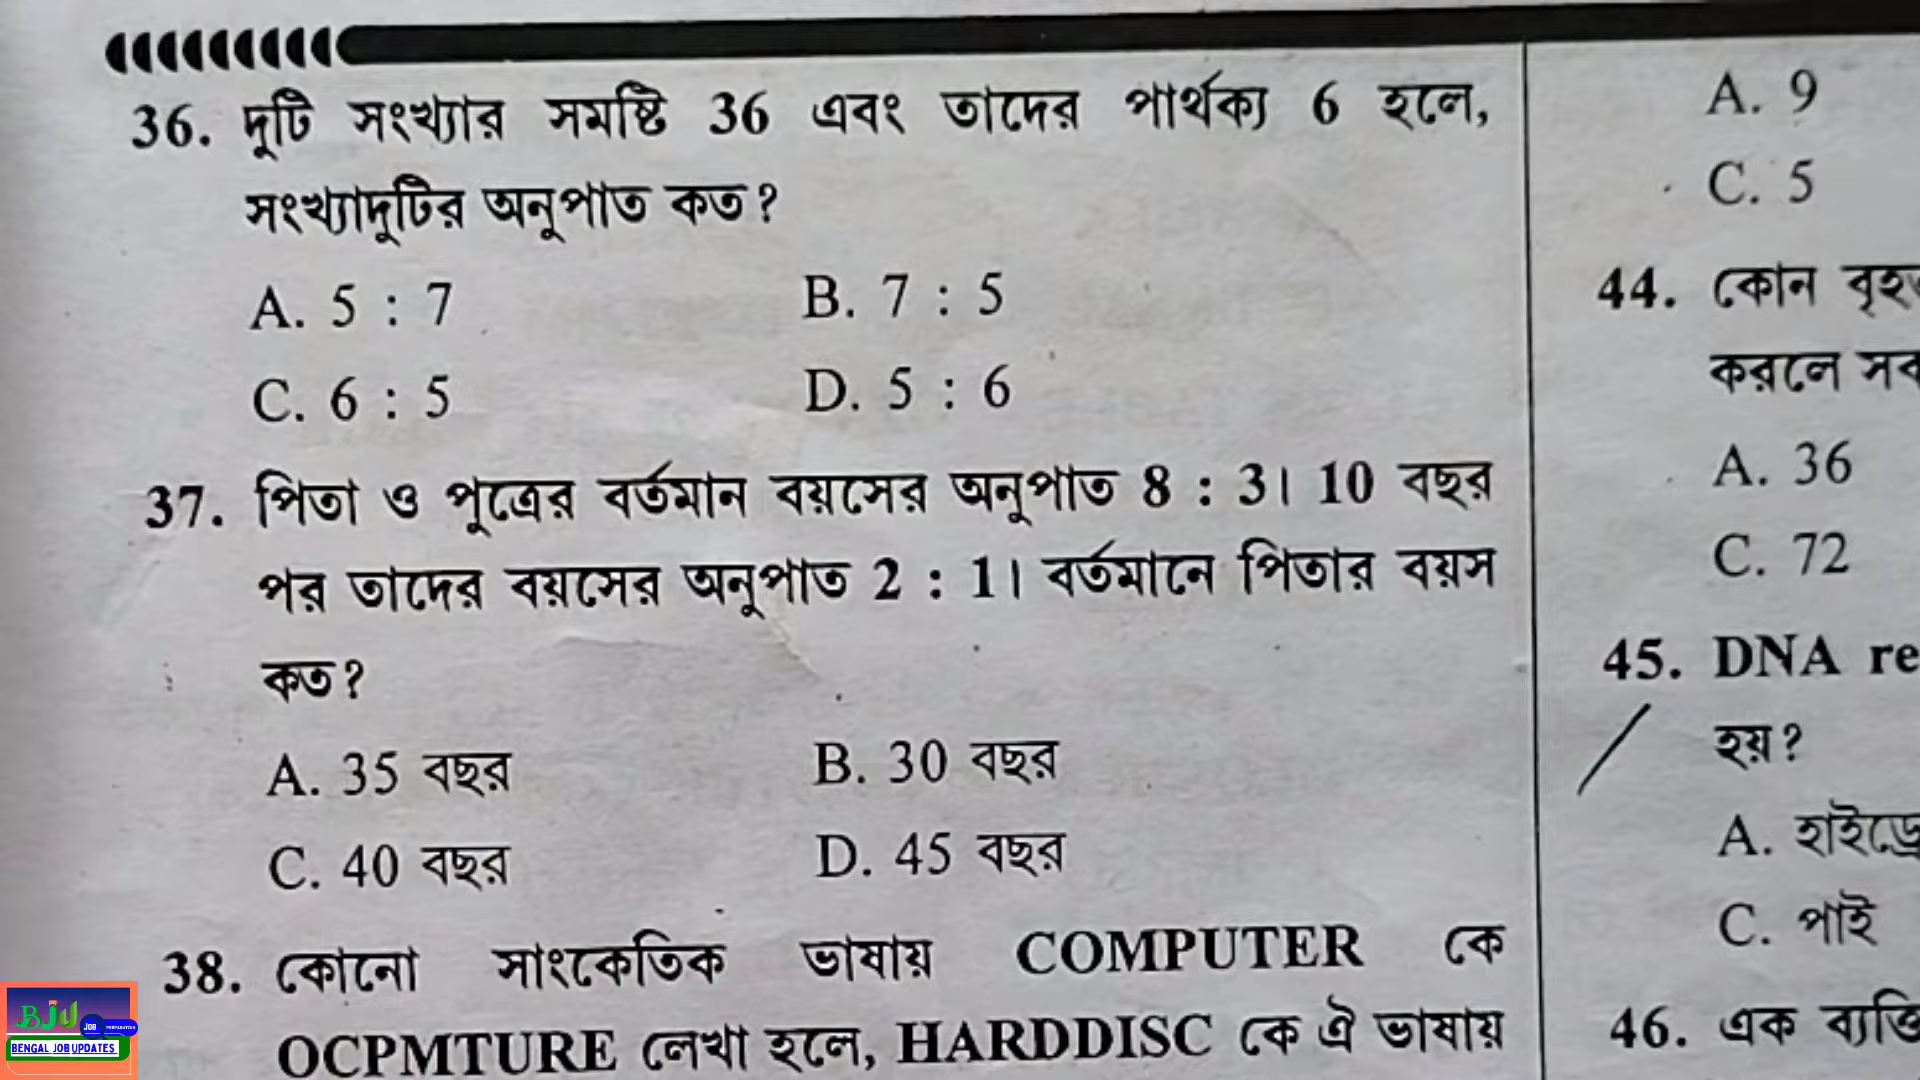 36. দুটি সংখ্যার সমষ্টি 36 এবং তাদের পার্থক্য 6 হলে,
সংখ্যাদুটির অনুপাত কত?
A. 5 : 7 B. 7 : 5
C. 6 : 5 D. 5 : 6
37. পিতা ও পুত্রের বর্তমান বয়সের অনুপাত 8 : 3। 10 বছর
পর তাদের বয়সের অনুপাত 2 : 1। বর্তমানে পিতার বয়স
কত?
A. 35 বছর B. 30 বছর
C. 40 বছর D. 45 বছর
38. কোনো সাংকেতিক ভাষায় COMPUTER কে
OCPMTURE লেখা হলে, HARDDISC কে ঐ ভাষায়
A. 9
C. 5
44. কোন
করলে
A. 36
C. 72
45. DNA re
হয়?
A.
C. পাই
46. এক
BJU
JOB PREPARATION
BENGAL JOB UPDATES